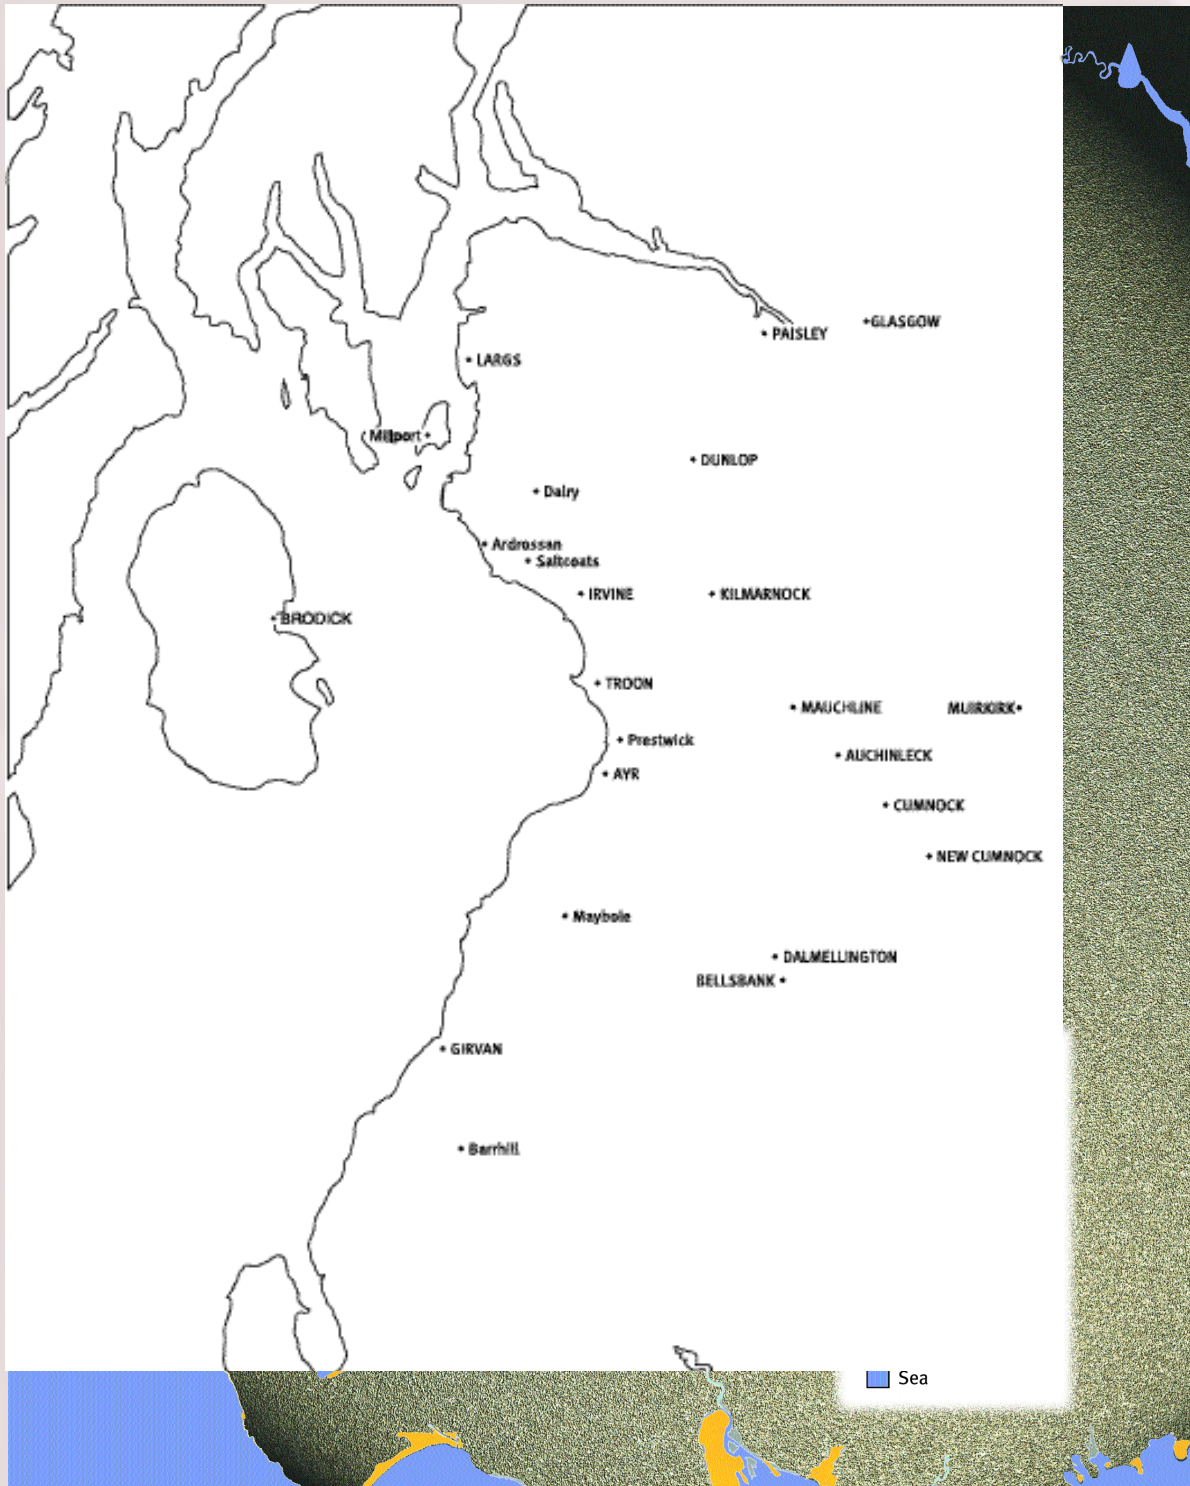 GLASGOW
PAISLEY
LARGS
Millport
DUNLOP
Dalry
Ardrossan
Saltcoats
IRVINE
KILMARNOCK
BRODICK
TROON
MAUCHLINE
MUIRKIRK
Prestwick
AUCHINLECK
AYR
CUMNOCK
NEW CUMNOCK
Maybole
DALMELLINGTON
BELLSBANK
GIRVAN
Barrhill
Sea